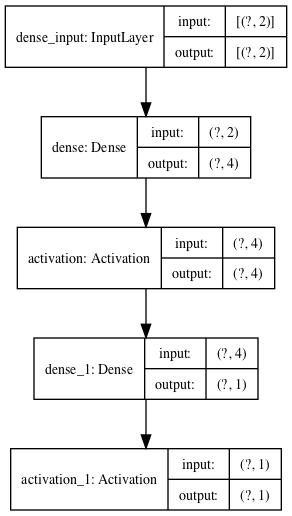 dense_input: InputLayer
input:
[(?, 2)]
output:
[(?, 2)]
dense: Dense
input:
(?, 2)
output:
(?, 4)
activation: Activation
input:
(?, 4)
output:
(?, 4)
dense_1: Dense
input:
(?, 4)
output:
(?, 1)
activation_1: Activation
input:
(?, 1)
output:
(?, 1)